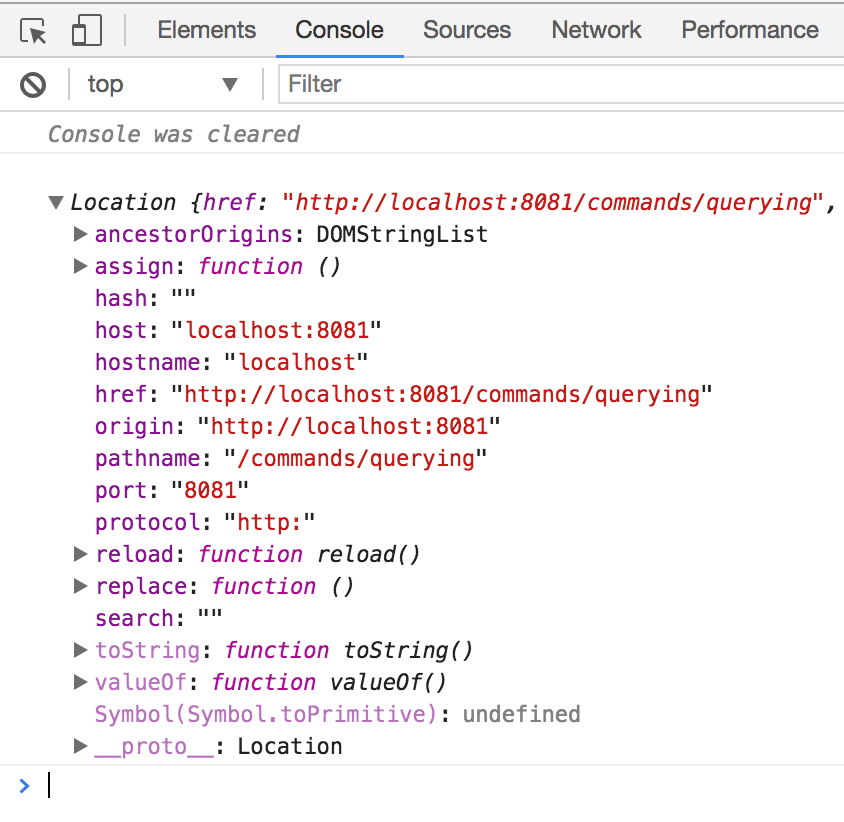 Elements Console Sources Network Performance
top Filter
Console was cleared
Location {href: "http://localhost:8081/commands/querying",
ancestorOrigins: DOMStringList
assign: function ()
hash: ""
host: "localhost:8081"
hostname: "localhost"
href: "http://localhost:8081/commands/querying"
origin: "http://localhost:8081"
pathname: "/commands/querying"
port: "8081"
protocol: "http:"
reload: function reload()
replace: function ()
search: ""
toString: function toString()
valueOf: function valueOf()
Symbol(Symbol.toPrimitive): undefined
__proto__: Location